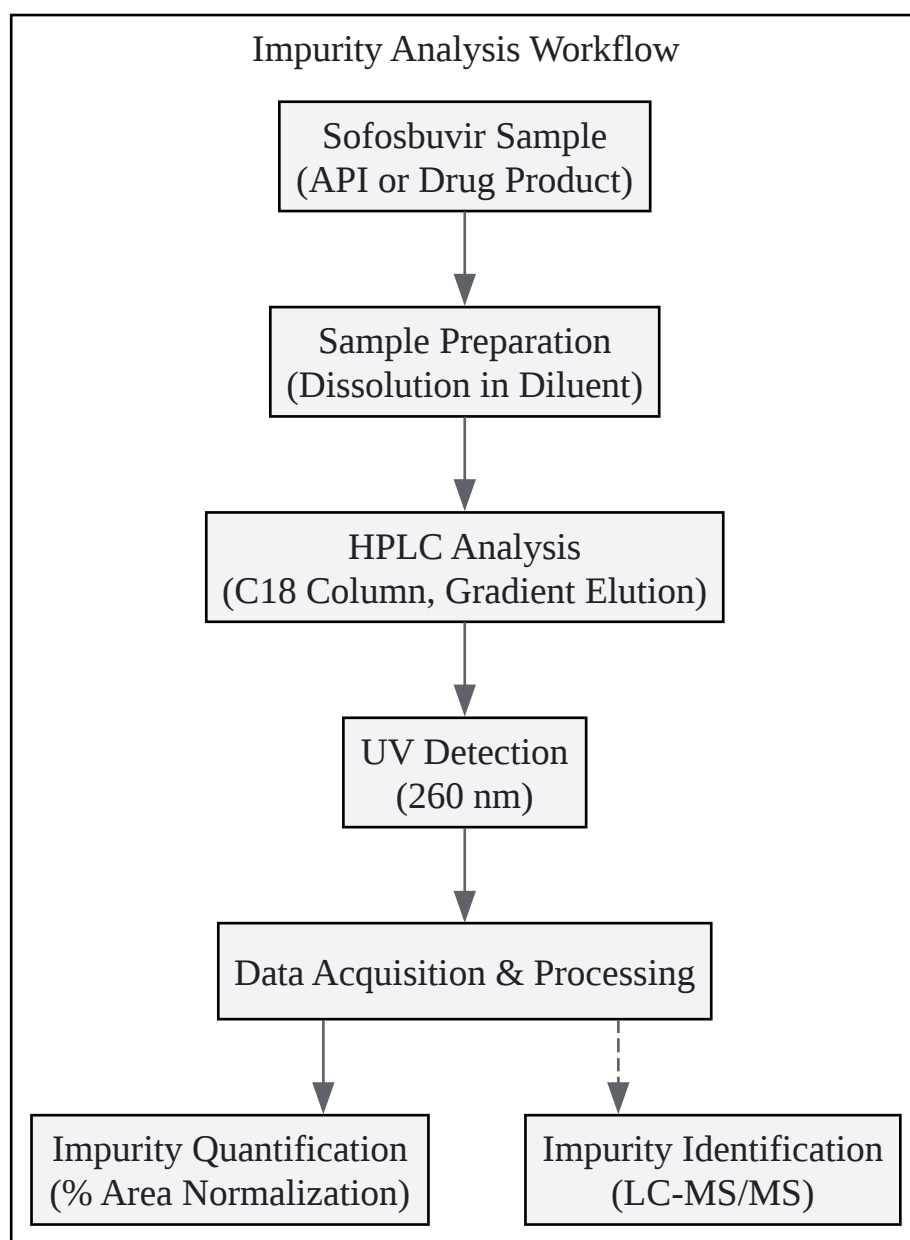 Impurity Analysis Workflow
Sofosbuvir Sample
(API or Drug Product)
Sample Preparation
(Dissolution in Diluent)
HPLC Analysis
(C18 Column, Gradient Elution)
UV Detection
(260 nm)
Data Acquisition & Processing
Impurity Quantification
(% Area Normalization)
Impurity Identification
(LC-MS/MS)